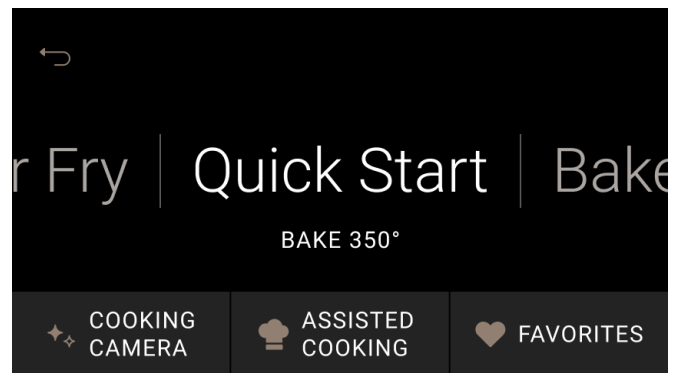 r Fry Quick Start Bake
BAKE 350°
COOKING CAMERA
ASSISTED COOKING
FAVORITES